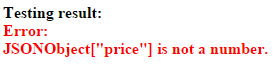 Testing result:
Error:
JSONObject["price"] is not a number.